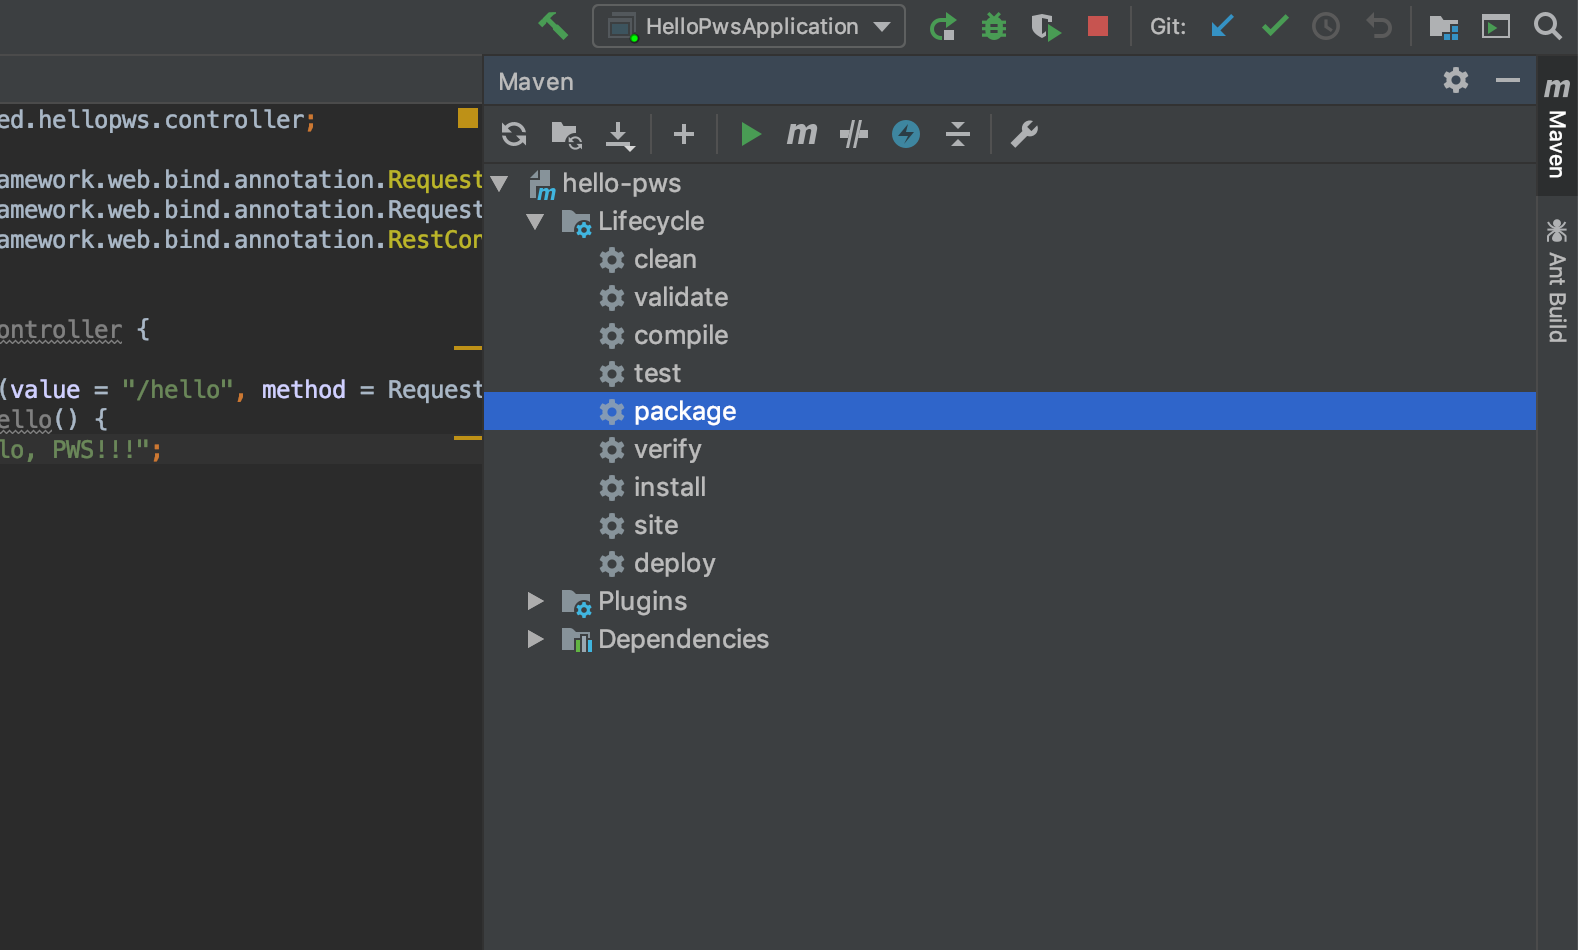 HelloPwsApplication
Git:
Maven
ed.hellopws.controller;
amework.web.bind.annotation.Request
amework.web.bind.annotation.Request
amework.web.bind.annotation.RestCon
ontroller {
(value = "/hello", method = Request
ello() {
lo, PWS!!!";
m
hello-pws
Lifecycle
clean
validate
compile
test
package
verify
install
site
deploy
Plugins
Dependencies
m
Maven
Ant Build